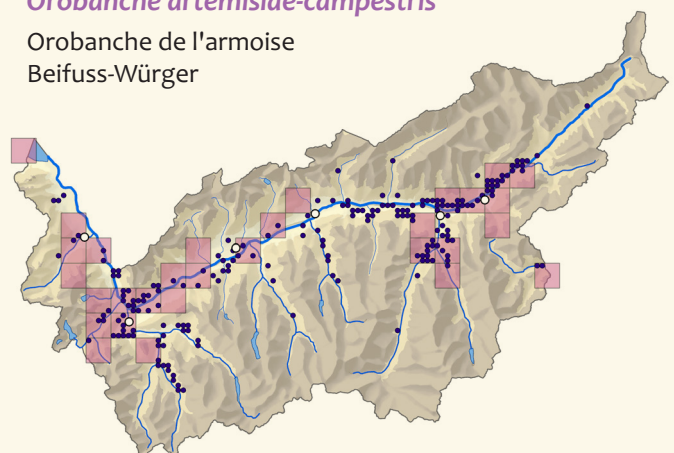 Orobanche artemisiae-campestris
Orobanche de l'armoise
Beifuss-Würger